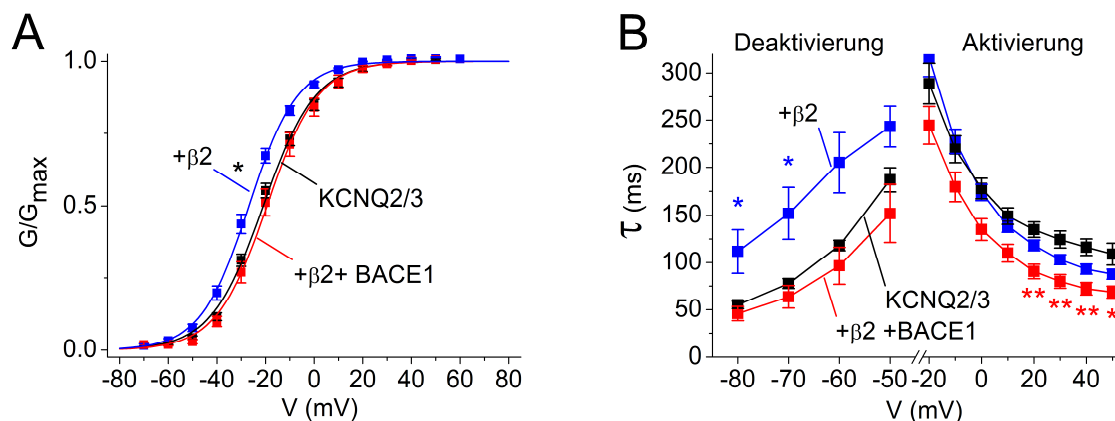 A
G/Gmax
1.0
0.5
0.0
+β2
*
KCNQ2/3
+β2+ BACE1
-80 -60 -40 -20 0 20 40 60 80
V (mV)
B
Deaktivierung Aktivierung
τ (ms)
300
250
200
150
100
50
0
+β2
*
*
KCNQ2/3
+β2 +BACE1
** ** ** *
-80 -70 -60 -50 -20 0 20 40
V (mV) V (mV)